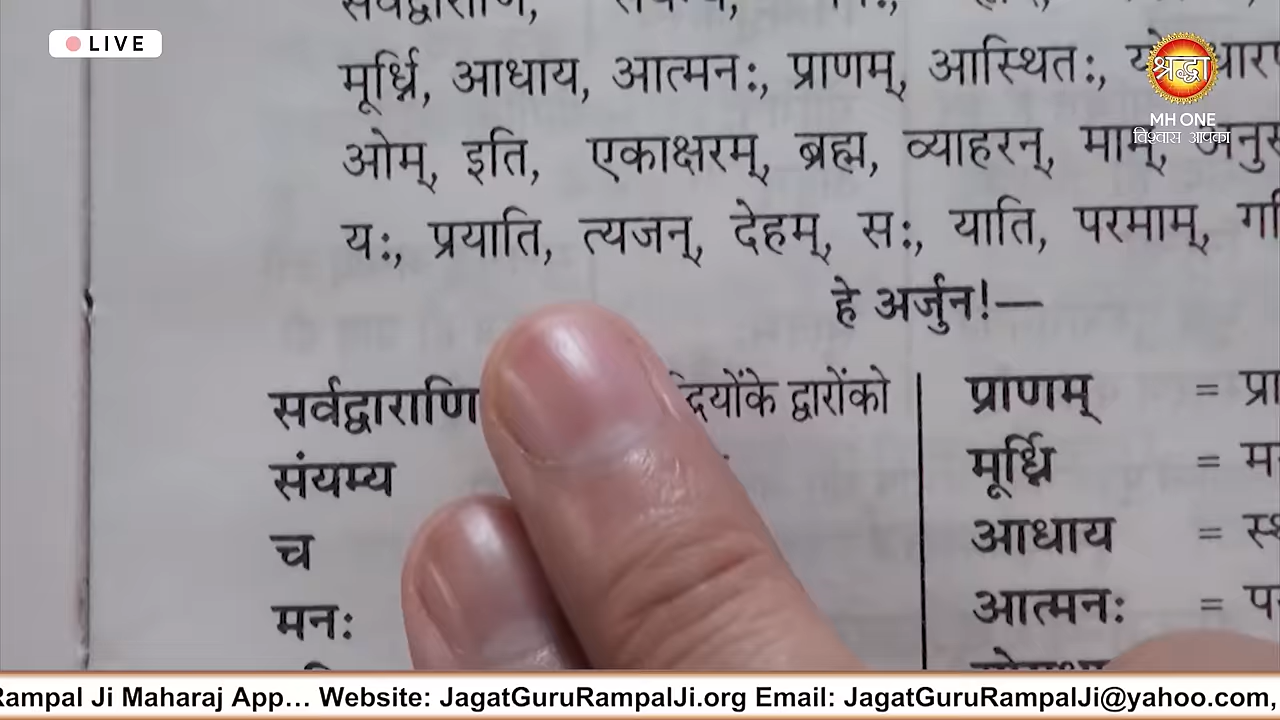 LIVE
श्रद्धा
MH ONE
विश्वास आपका
मूर्ध्नि, आधाय, आत्मनः, प्राणम्, आस्थितः,
ओम्, इति, एकाक्षरम्, ब्रह्म, व्याहरन्, माम्,
यः, प्रयाति, त्यजन्, देहम्, सः, याति, परमाम्,
हे अर्जुन!—
सर्वद्वाराणि द्वारोंको
संयम्य
च
मनः
प्राणम् =
मूर्ध्नि =
आधाय =
आत्मनः =
Rampal Ji Maharaj App... Website: JagatGuruRampalJi.org Email: JagatGuruRampalJi@yahoo.com,